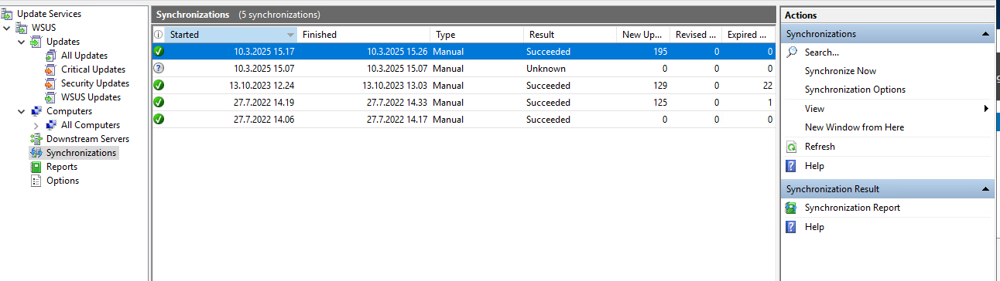 Update Services
WSUS
Updates
All Updates
Critical Updates
Security Updates
WSUS Updates
Computers
All Computers
Downstream Servers
Synchronizations
Reports
Options
Synchronizations (5 synchronizations)
Started Finished Type Result New Up... Revised ... Expired ...
10.3.2025 15.17 10.3.2025 15.26 Manual Succeeded 195 0 0
10.3.2025 15.07 10.3.2025 15.07 Manual Unknown 0 0 0
13.10.2023 12.24 13.10.2023 13.03 Manual Succeeded 129 0 22
27.7.2022 14.19 27.7.2022 14.33 Manual Succeeded 125 0 1
27.7.2022 14.06 27.7.2022 14.17 Manual Succeeded 0 0 0
Actions
Synchronizations
Search...
Synchronize Now
Synchronization Options
View
New Window from Here
Refresh
Help
Synchronization Result
Synchronization Report
Help